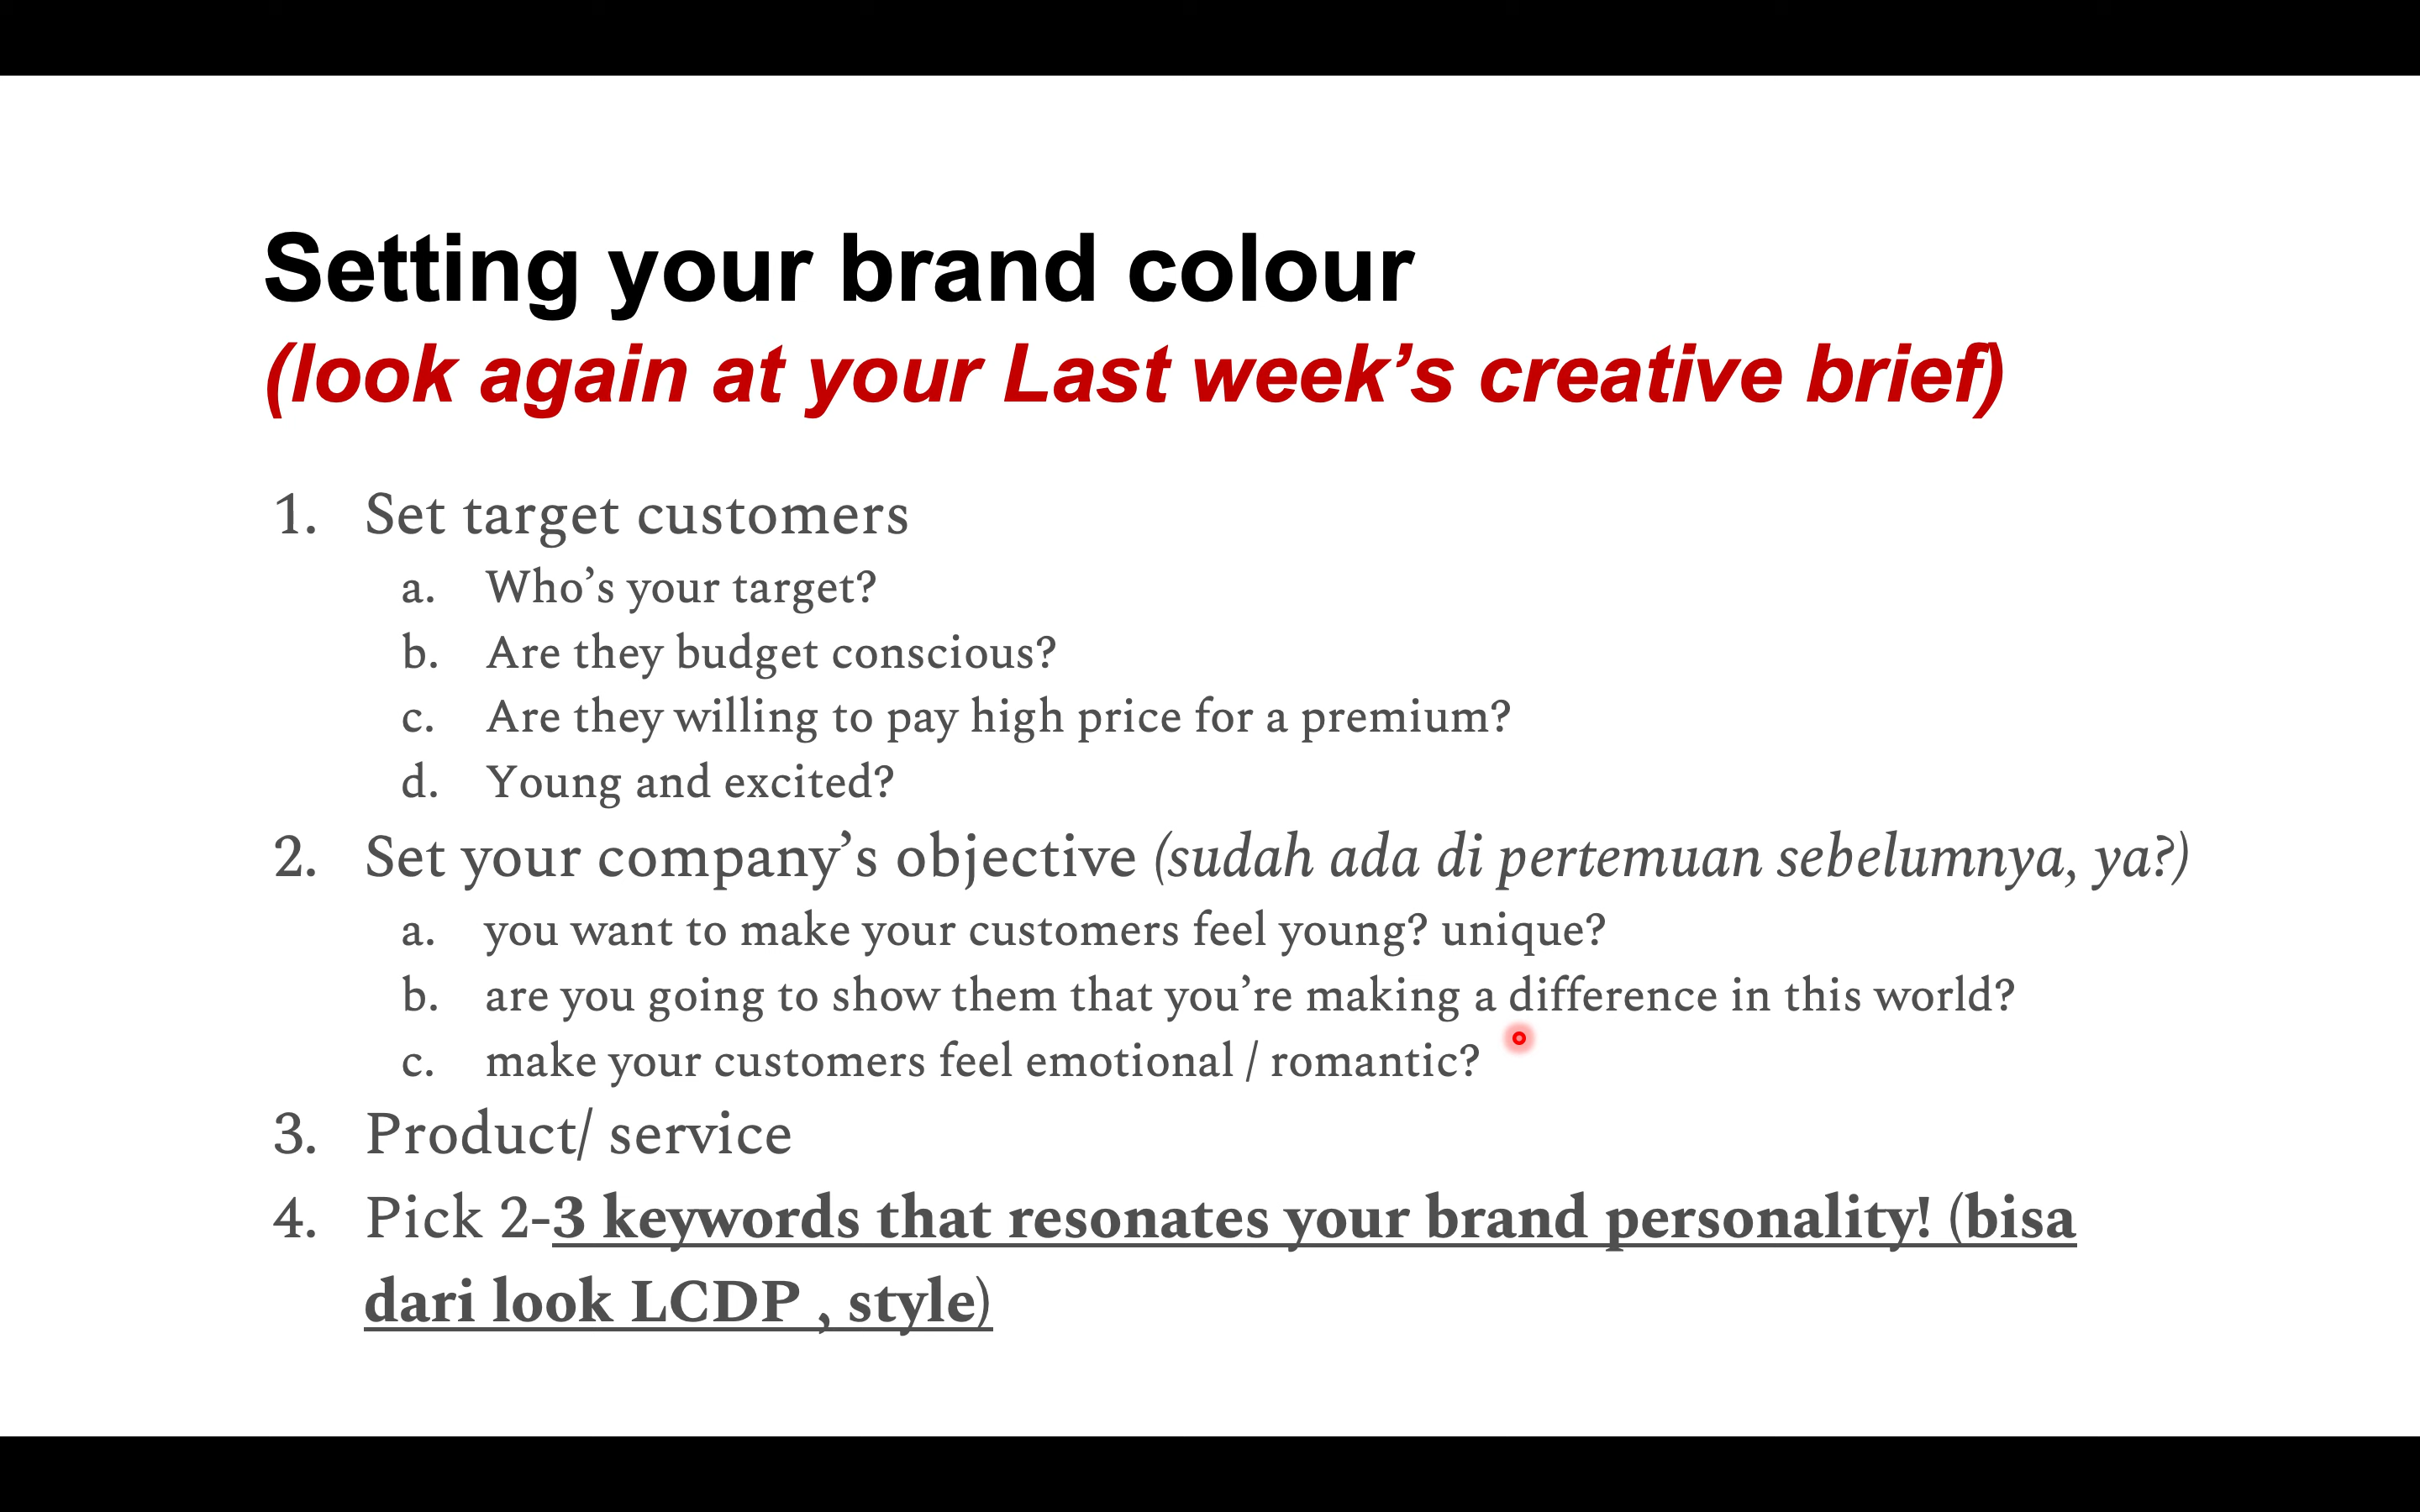 Setting your brand colour
(look again at your Last week’s creative brief)
1. Set target customers
a. Who’s your target?
b. Are they budget conscious?
c. Are they willing to pay high price for a premium?
d. Young and excited?
2. Set your company’s objective (sudah ada di pertemuan sebelumnya, ya?)
a. you want to make your customers feel young? unique?
b. are you going to show them that you’re making a difference in this world?
c. make your customers feel emotional / romantic?
3. Product/ service
4. Pick 2-3 keywords that resonates your brand personality! (bisa
dari look LCDP , style)